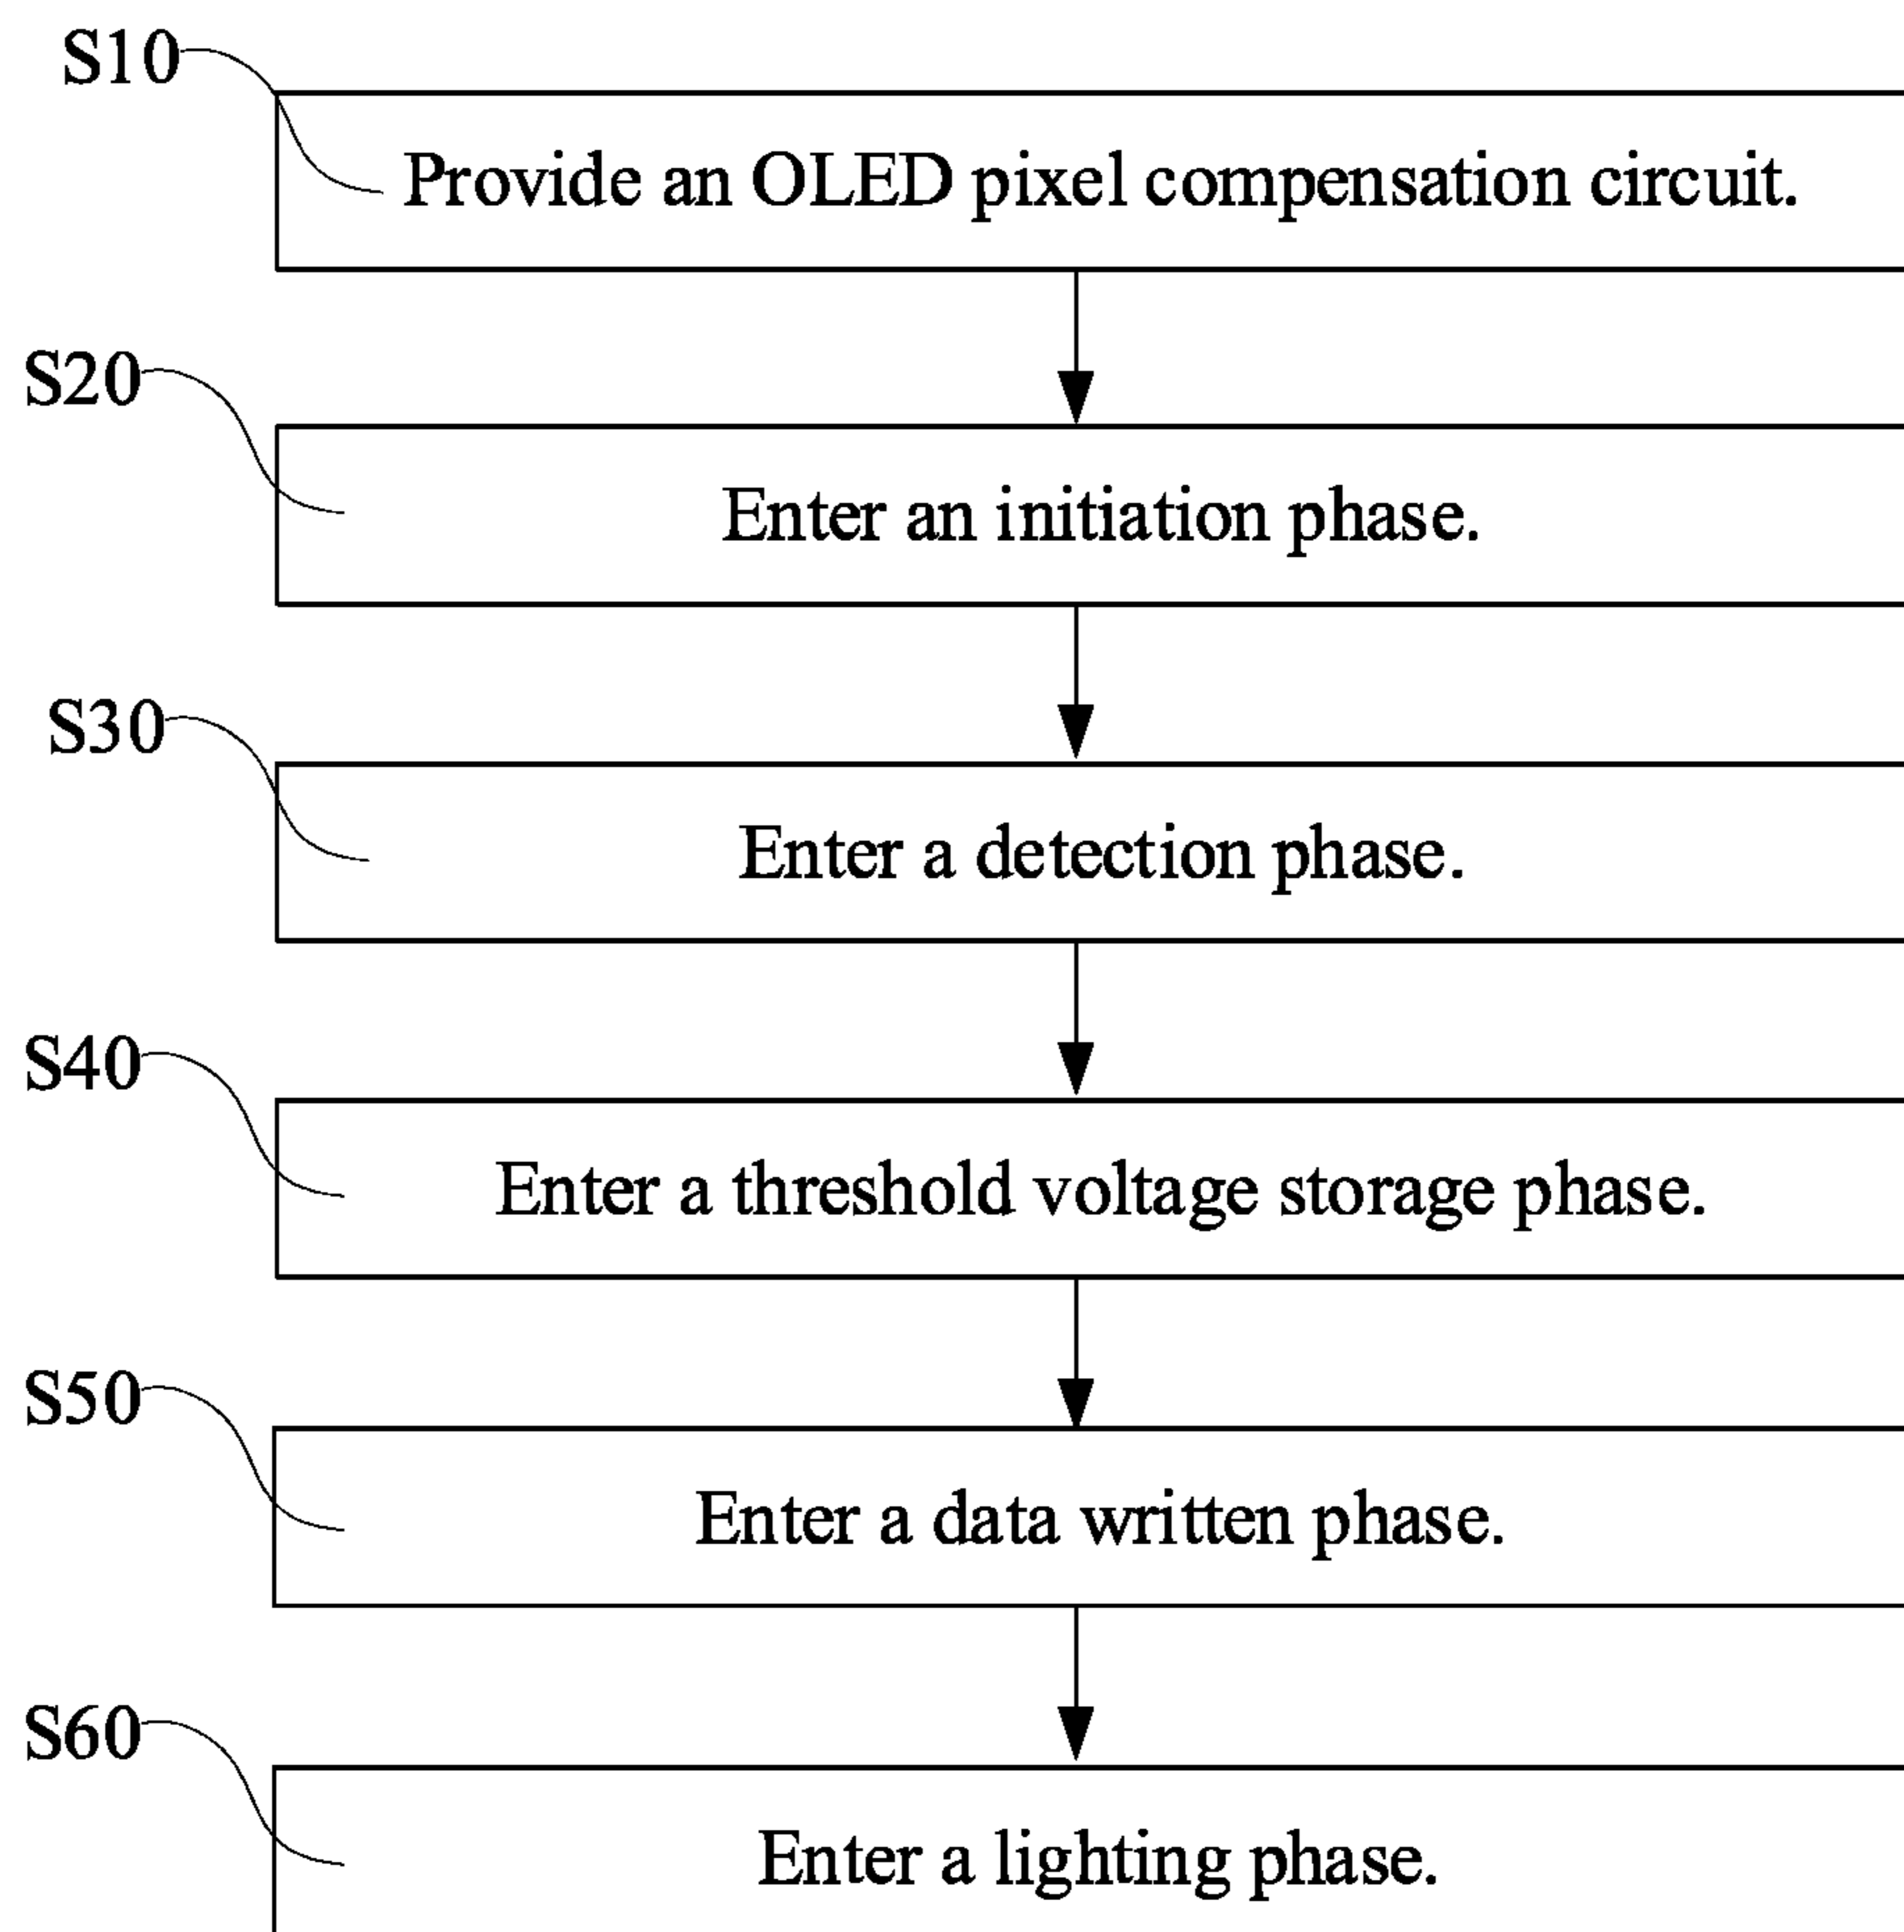 S10
Provide an OLED pixel compensation circuit.
S20
Enter an initiation phase.
S30
Enter a detection phase.
S40
Enter a threshold voltage storage phase.
S50
Enter a data written phase.
S60
Enter a lighting phase.